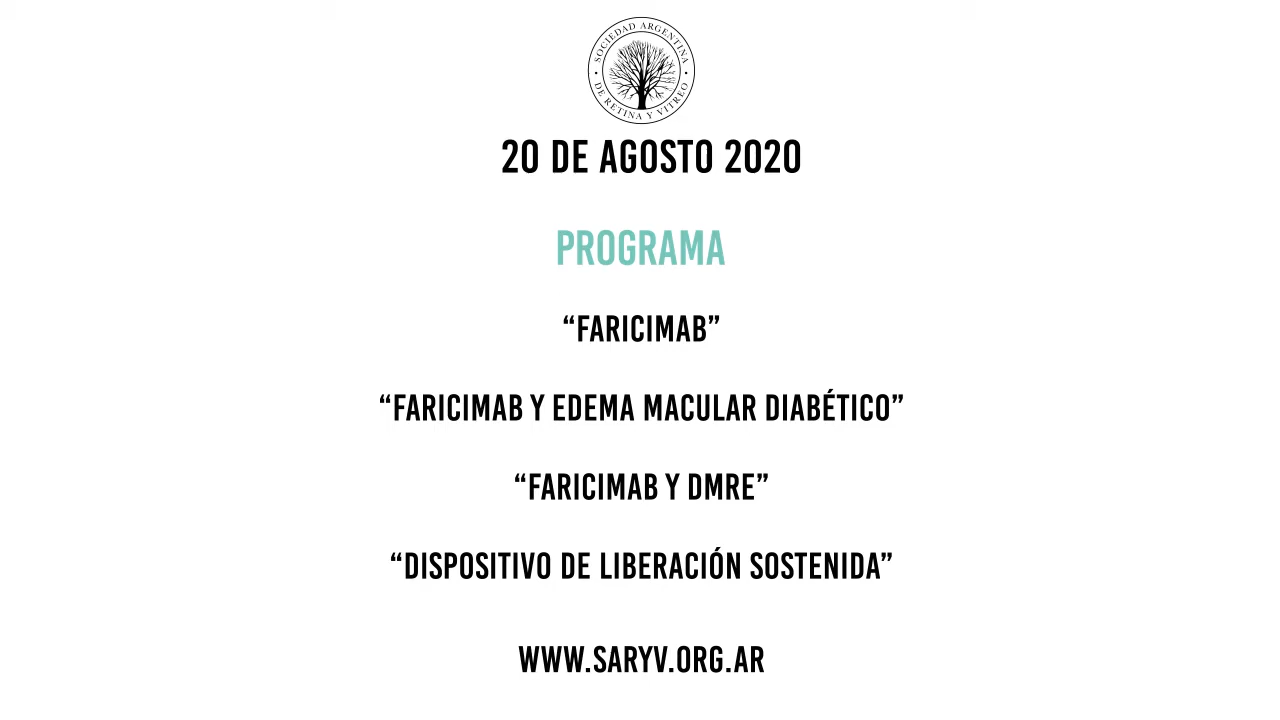 SOCIEDAD ARGENTINA
DE RETINA Y VITREO
20 DE AGOSTO 2020
PROGRAMA
“FARICIMAB”
“FARICIMAB Y EDEMA MACULAR DIABÉTICO”
“FARICIMAB Y DMRE”
“DISPOSITIVO DE LIBERACIÓN SOSTENIDA”
WWW.SARYV.ORG.AR